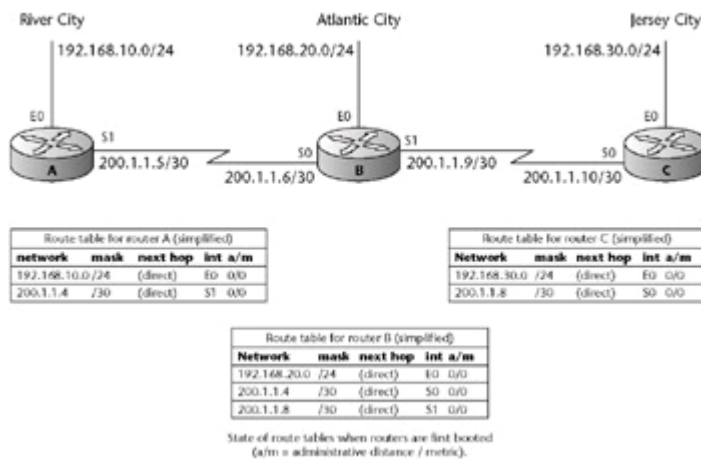 River City
Atlantic City
Jersey City
192.168.10.0/24
192.168.20.0/24
192.168.30.0/24
E0
E0
E0
S1
S0
S1
S0
A
B
C
200.1.1.5/30
200.1.1.6/30
200.1.1.9/30
200.1.1.10/30
Route table for router A (simplified)
network mask next hop int a/m
192.168.10.0 /24 (direct) E0 0/0
200.1.1.4 /30 (direct) S1 0/0
Route table for router C (simplified)
Network mask next hop int a/m
192.168.30.0 /24 (direct) E0 0/0
200.1.1.8 /30 (direct) S0 0/0
Route table for router B (simplified)
Network mask next hop int a/m
192.168.20.0 /24 (direct) E0 0/0
200.1.1.4 /30 (direct) S0 0/0
200.1.1.8 /30 (direct) S1 0/0
State of route tables when routers are first booted
(a/m = administrative distance / metric).